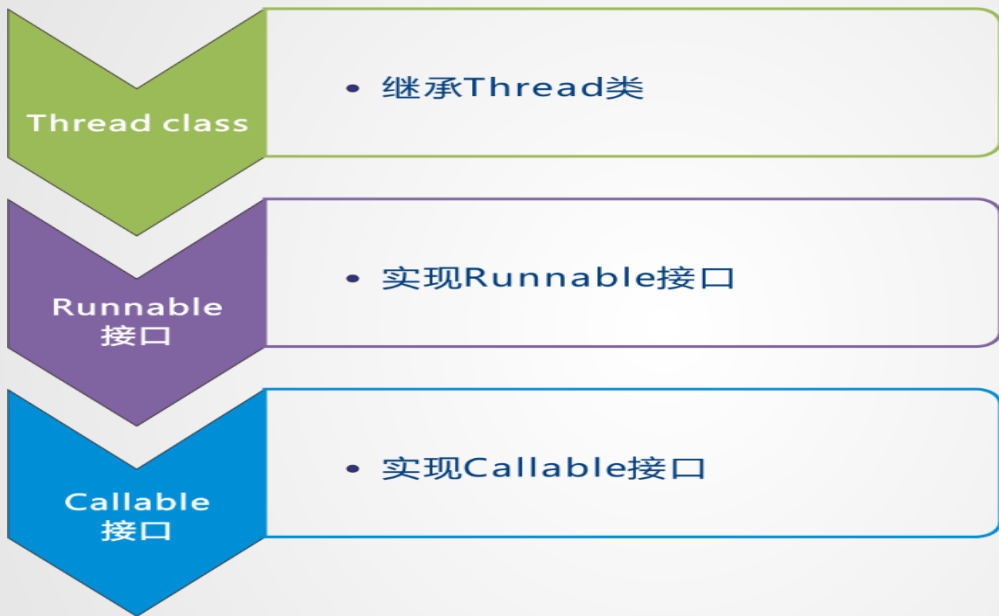 Thread class
• 继承Thread类
Runnable
接口
• 实现Runnable接口
Callable
接口
• 实现Callable接口